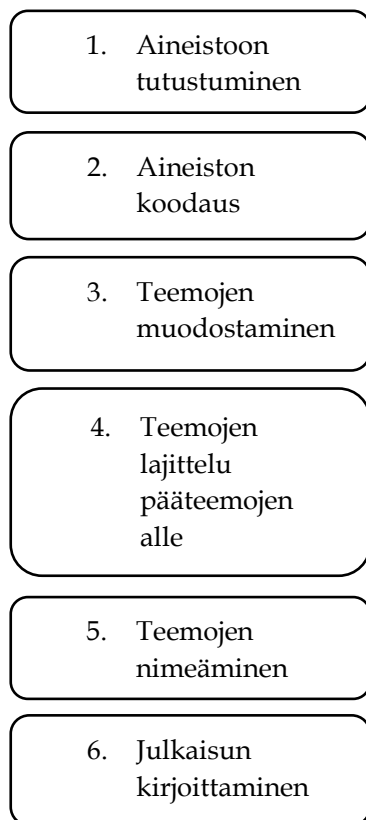 1. Aineistoon
tutustuminen
2. Aineiston
koodaus
3. Teemojen
muodostaminen
4. Teemojen
lajittelu
pääteemojen
alle
5. Teemojen
nimeäminen
6. Julkaisun
kirjoittaminen